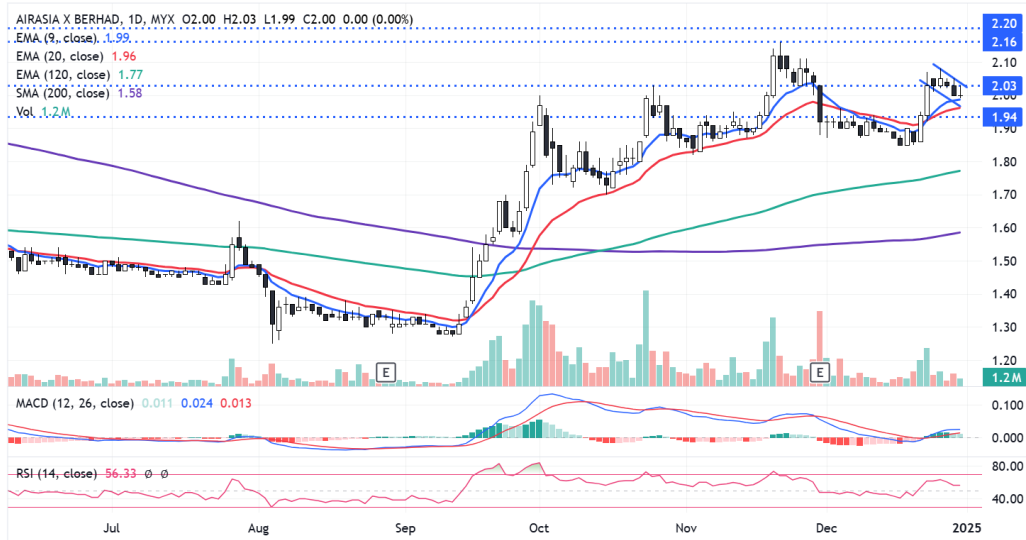 AIRASIA X BERHAD, 1D, MYX O2.00 H2.03 L1.99 C2.00 0.00 (0.00%)
EMA (9, close) 1.99
EMA (20, close) 1.96
EMA (120, close) 1.77
SMA (200, close) 1.58
Vol 1.2 M
2.20
2.16
2.10
2.03
2.00
1.94
1.90
1.80
1.70
1.60
1.50
1.40
1.30
1.20
E
E
1.2 M
MACD (12, 26, close) 0.011 0.024 0.013
0.100
0.000
RSI (14, close) 56.33 ∅ ∅
80.00
40.00
Jul Aug Sep Oct Nov Dec 2025